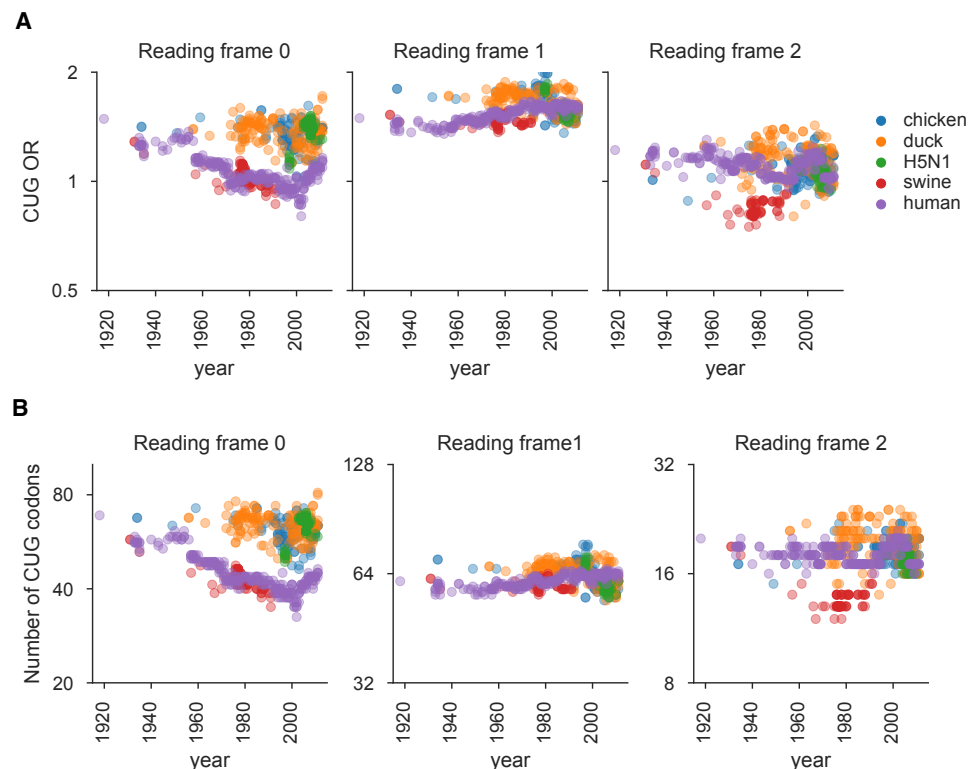 A
Reading frame 0
Reading frame 1
Reading frame 2
CUG OR
2
1
0.5
1920
1940
1960
1980
2000
year
1920
1940
1960
1980
2000
year
1920
1940
1960
1980
2000
year
chicken
duck
H5N1
swine
human
B
Reading frame 0
Reading frame1
Reading frame 2
Number of CUG codons
80
40
20
1920
1940
1960
1980
2000
year
128
64
32
1920
1940
1960
1980
2000
year
32
16
8
1920
1940
1960
1980
2000
year